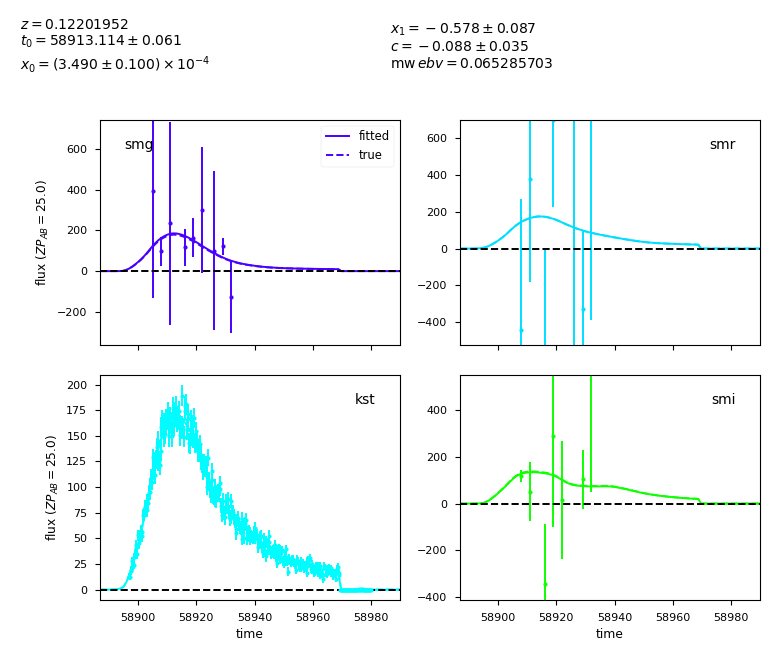 z = 0.12201952
t0 = 58913.114 ± 0.061
x0 = (3.490 ± 0.100) × 10^−4
x1 = −0.578 ± 0.087
c = −0.088 ± 0.035
mw ebv = 0.065285703
smg
fitted
true
600
400
200
0
−200
flux (ZP_AB = 25.0)
smr
600
400
200
0
−200
−400
kst
200
175
150
125
100
75
50
25
0
flux (ZP_AB = 25.0)
58900 58920 58940 58960 58980
time
smi
400
200
0
−200
−400
58900 58920 58940 58960 58980
time